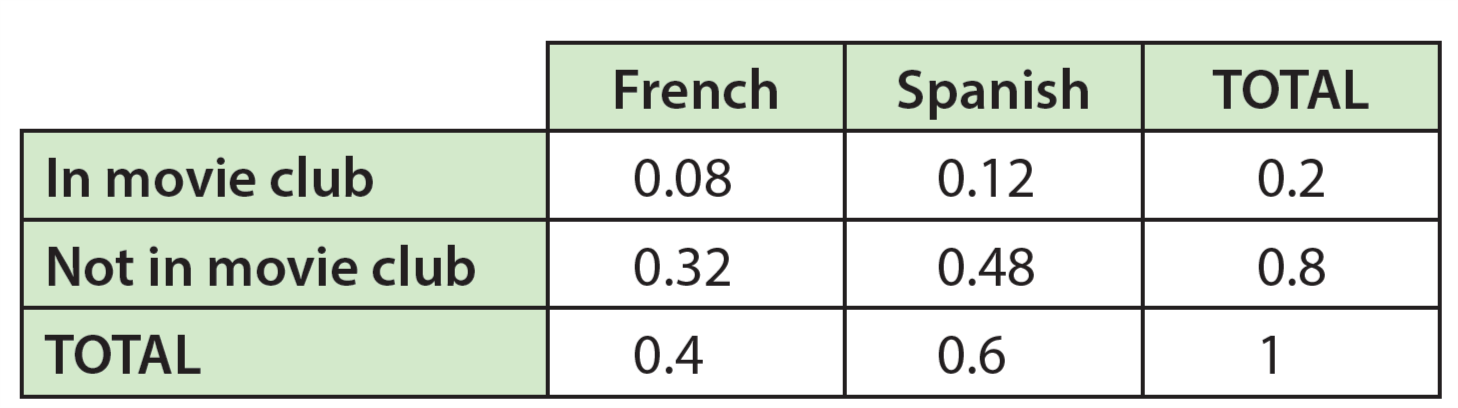 French Spanish TOTAL
In movie club 0.08 0.12 0.2
Not in movie club 0.32 0.48 0.8
TOTAL 0.4 0.6 1